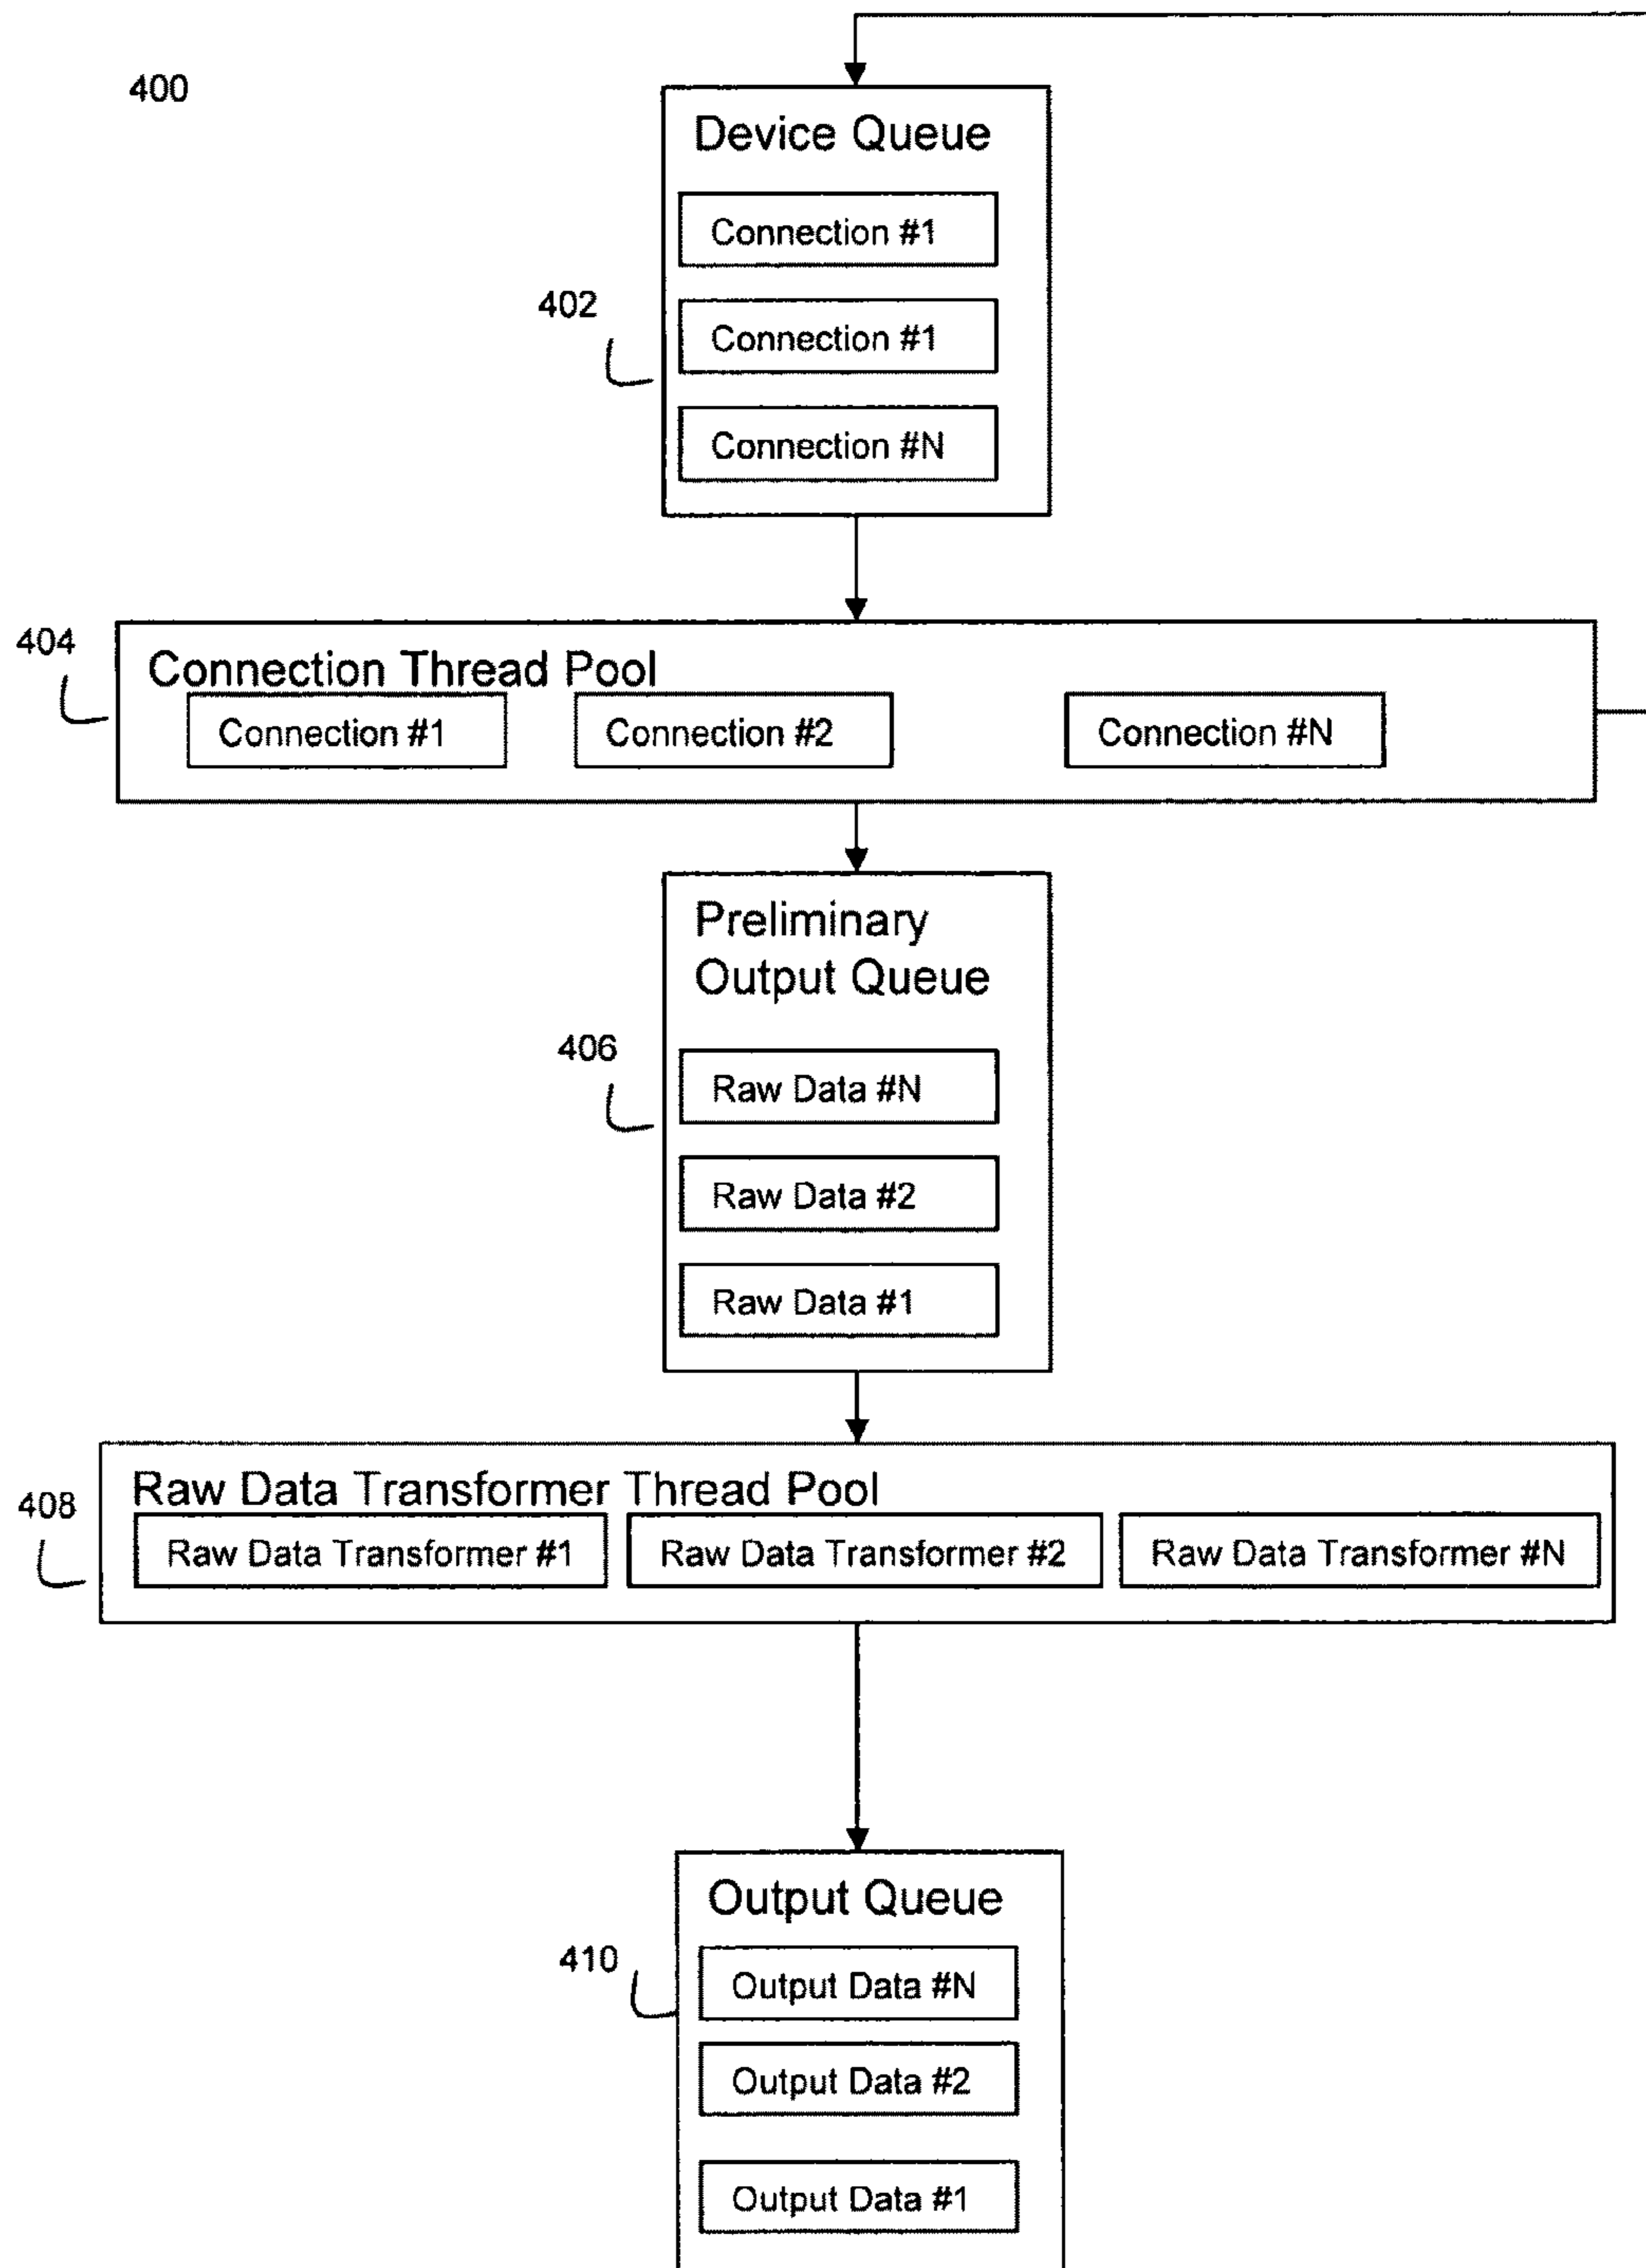 400
Device Queue
Connection #1
402
Connection #1
Connection #N
404
Connection Thread Pool
Connection #1
Connection #2
Connection #N
Preliminary
Output Queue
406
Raw Data #N
Raw Data #2
Raw Data #1
408
Raw Data Transformer Thread Pool
Raw Data Transformer #1
Raw Data Transformer #2
Raw Data Transformer #N
Output Queue
410
Output Data #N
Output Data #2
Output Data #1